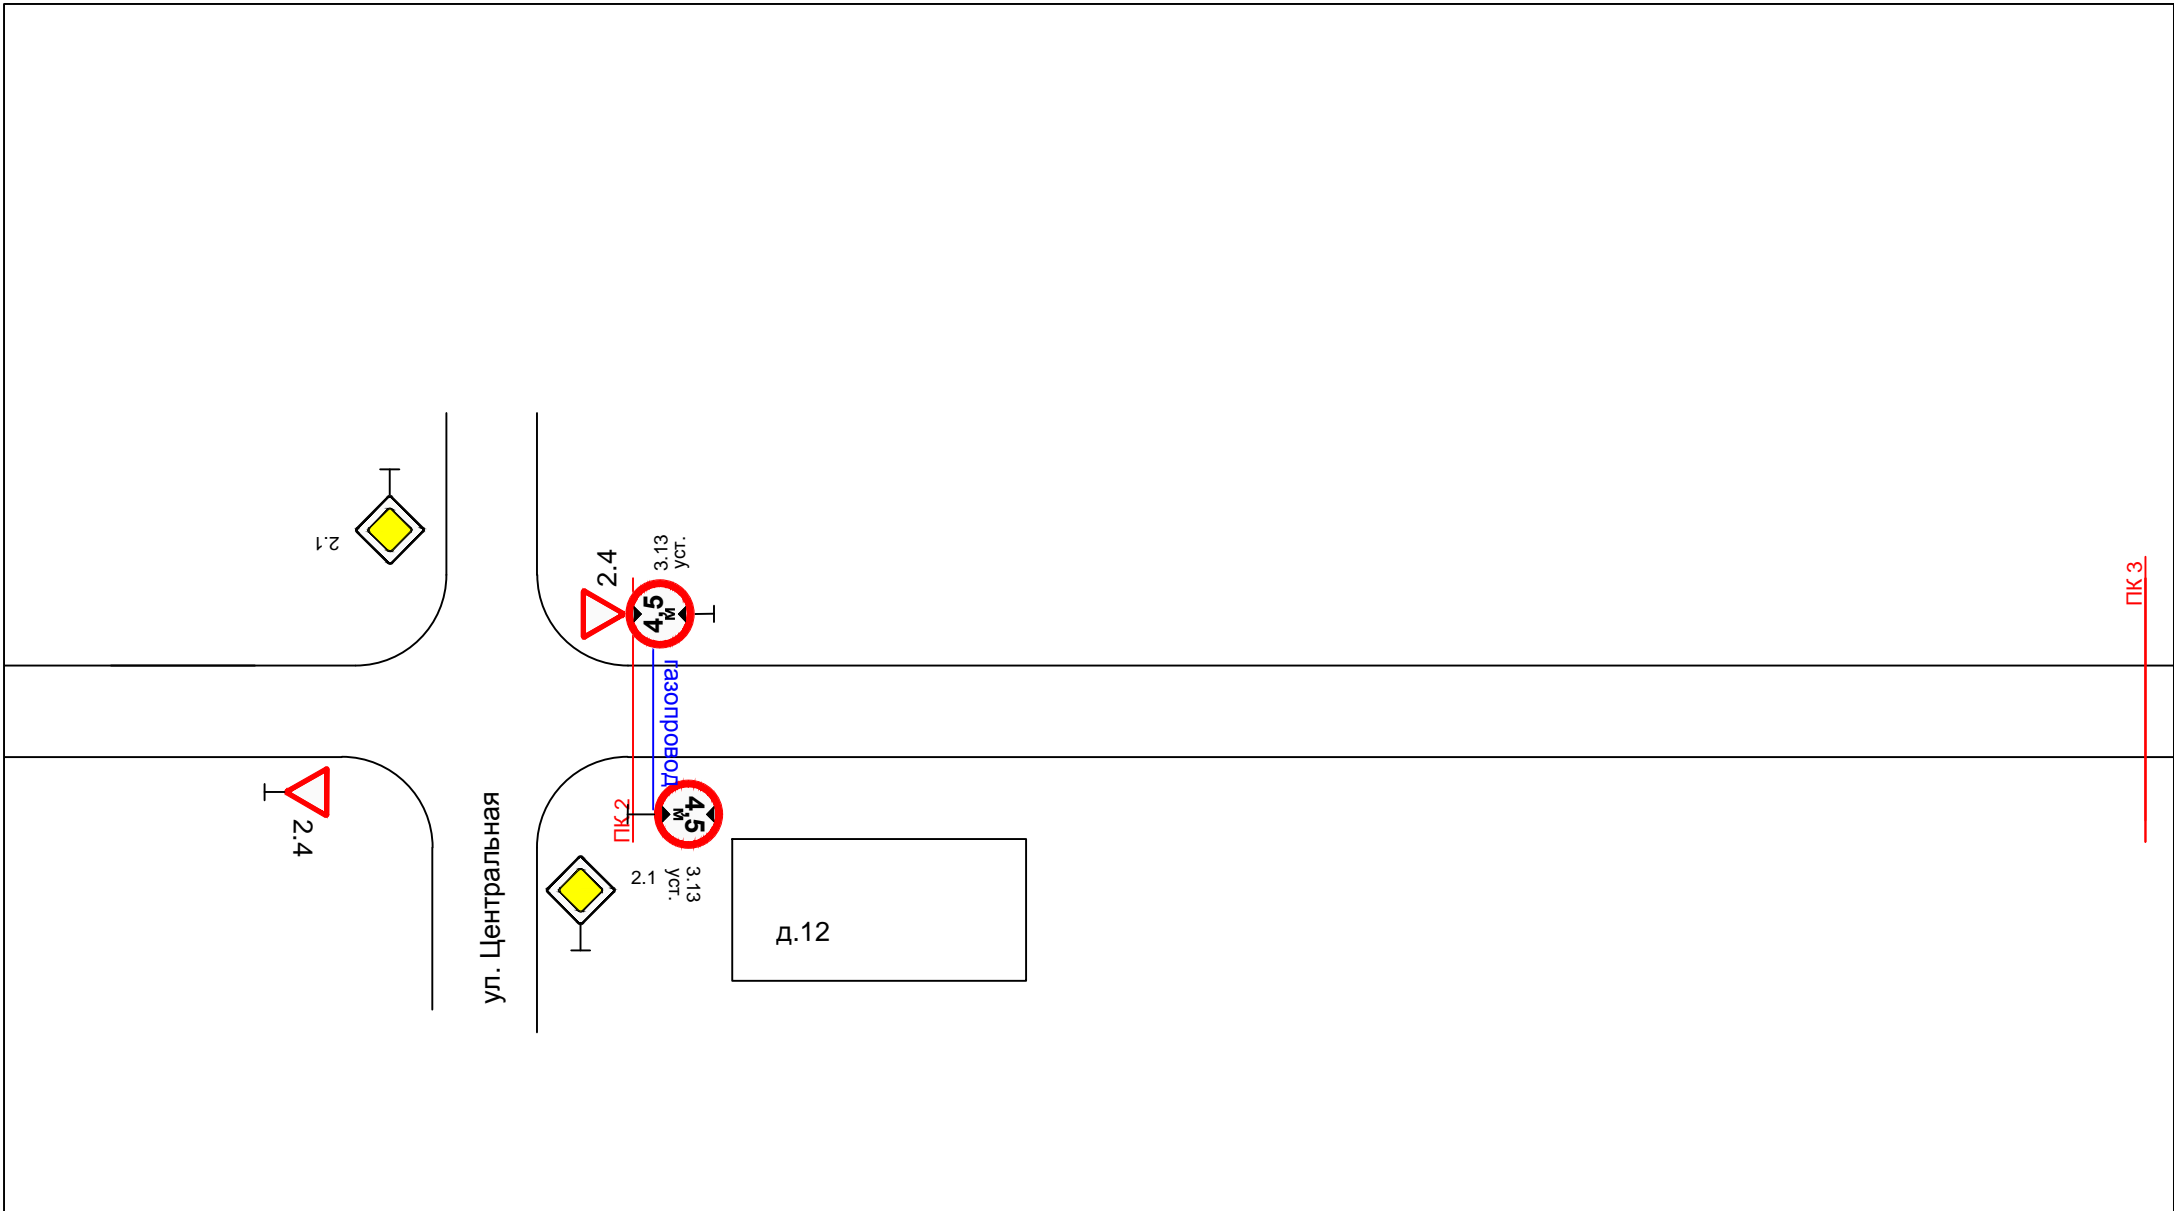 2.1
2.4
3.13
уст.
4,5
м
ПК 3
газопровод
ПК 2
4,5
м
2.4
ул. Центральная
2.1
3.13
уст.
д.12